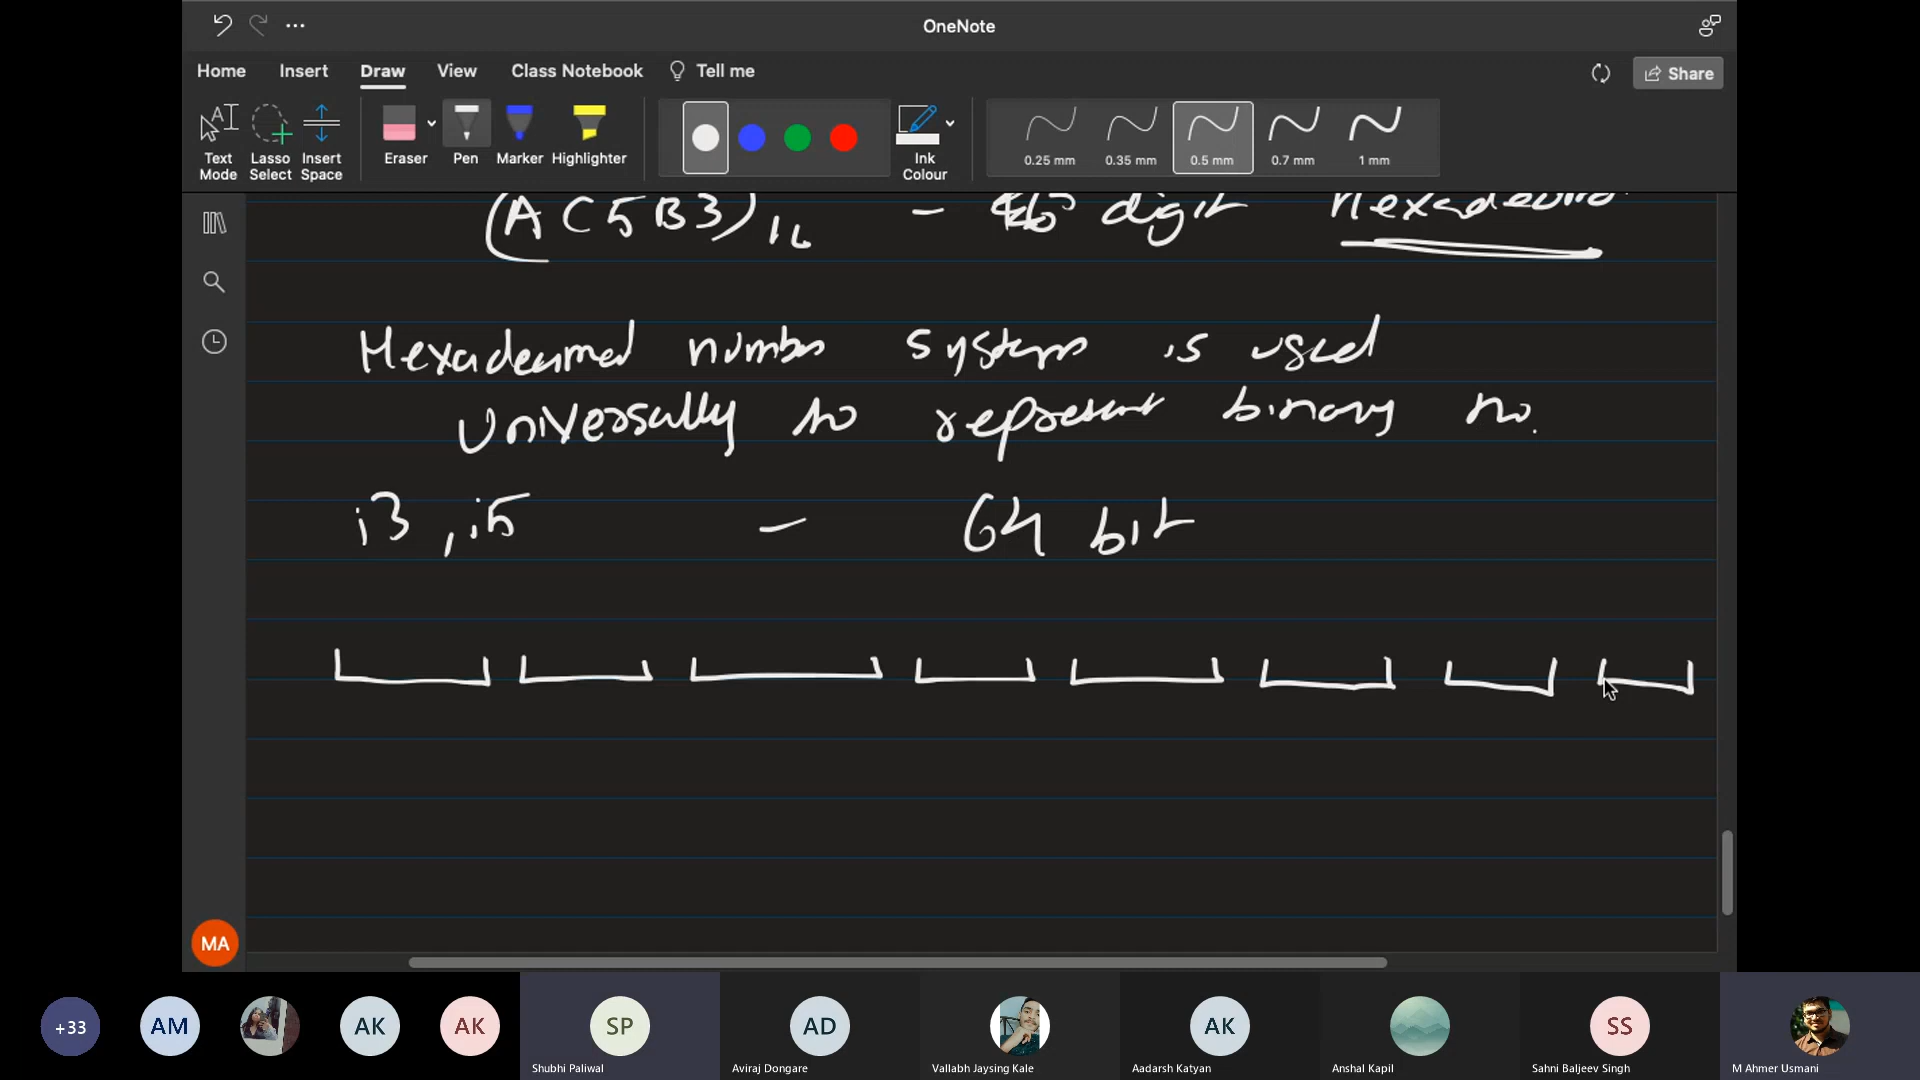 OneNote
Home Insert Draw View Class Notebook Tell me Share
Text Mode Lasso Select Insert Space Eraser Pen Marker Highlighter Ink Colour 0.25 mm 0.35 mm 0.5 mm 0.7 mm 1 mm
(AC5B3)16 - digit Hexadecimal
Hexadecimal number system is used
Universally to represent binary no.
i3, i5 - 64 bit
MA
+33 AM AK AK SP AD AK SS
Shubhi Paliwal Aviraj Dongare Vallabh Jaysing Kale Aadarsh Katyan Anshal Kapil Sahni Baljeev Singh M Ahmer Usmani